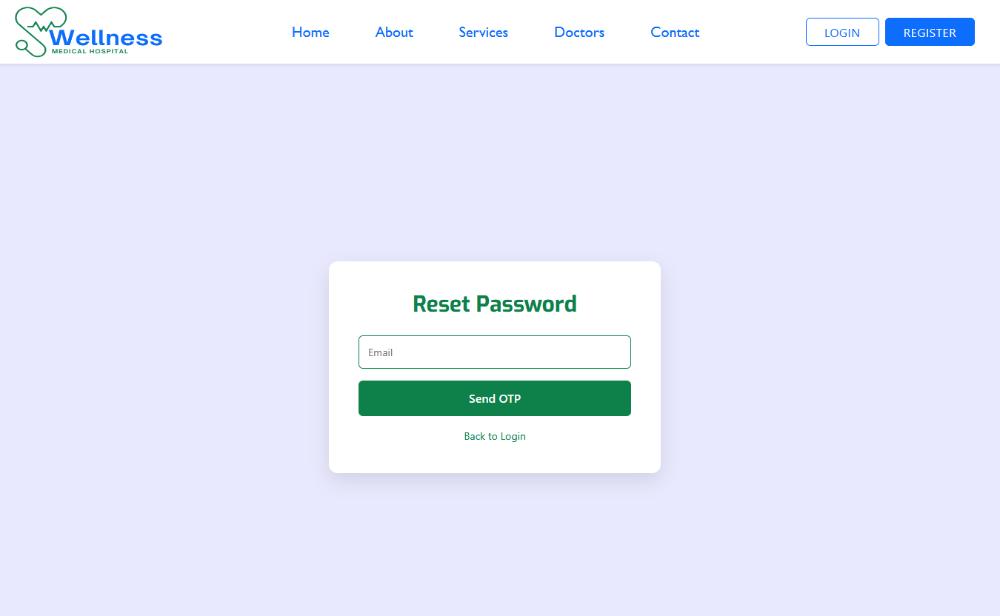 Wellness
MEDICAL HOSPITAL
Home About Services Doctors Contact
LOGIN REGISTER
Reset Password
Email
Send OTP
Back to Login